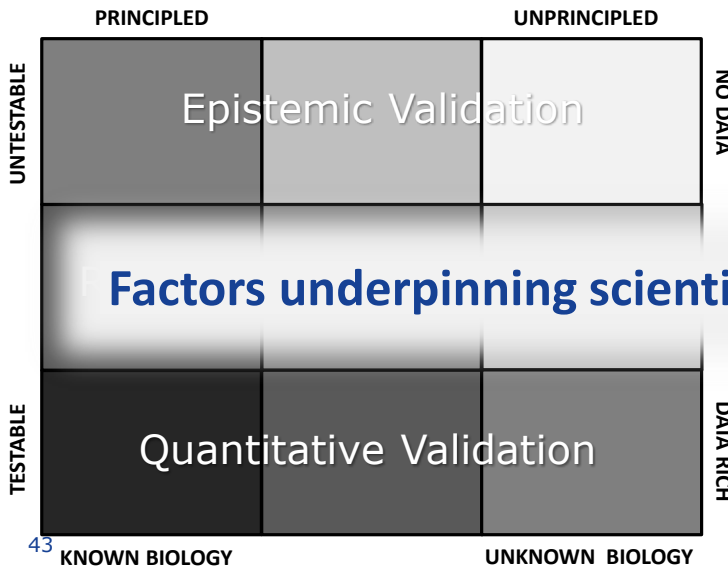 PRINCIPLED
UNPRINCIPLED
UNTESTABLE
NO DATA
Epistemic Validation
Factors underpinning scienti
TESTABLE
DATA RICH
Quantitative Validation
43
KNOWN BIOLOGY
UNKNOWN BIOLOGY